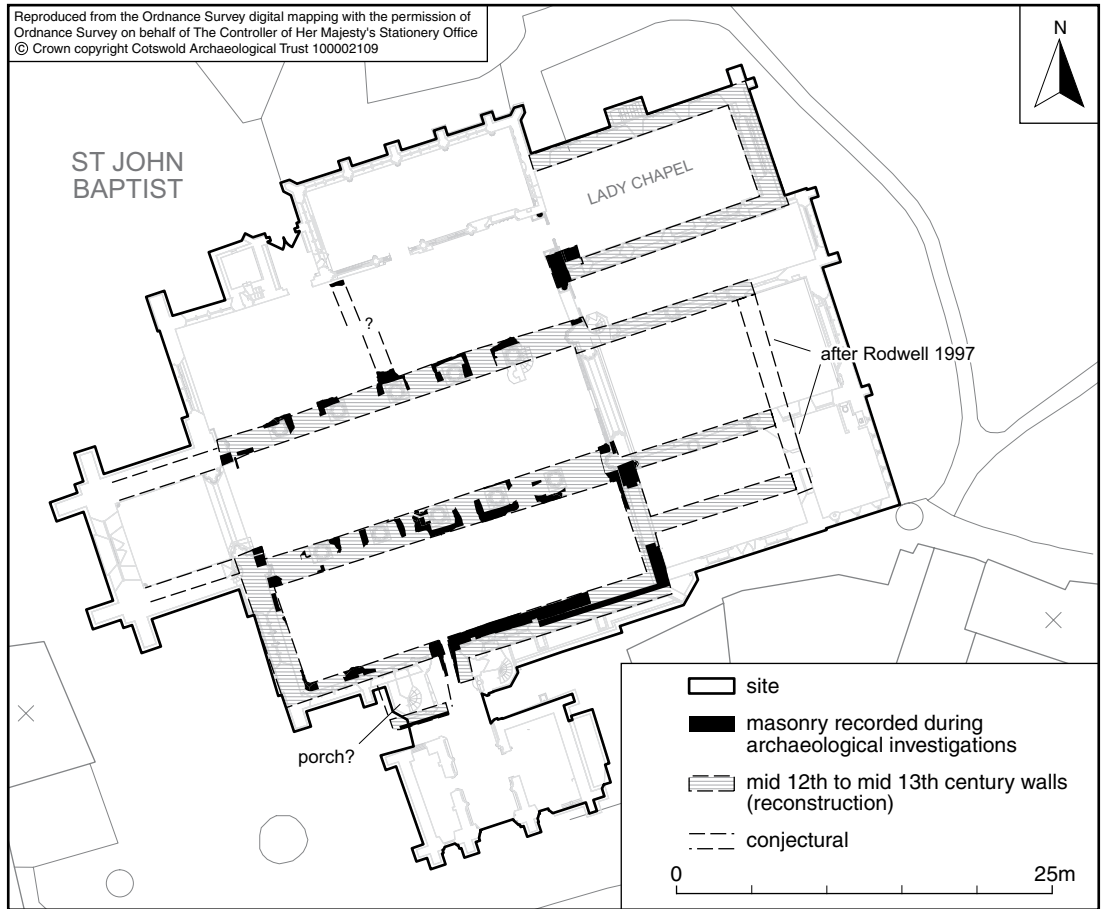 Reproduced from the Ordnance Survey digital mapping with the permission of
Ordnance Survey on behalf of The Controller of Her Majesty's Stationery Office
© Crown copyright Cotswold Archaeological Trust 100002109
N
ST JOHN
BAPTIST
LADY CHAPEL
?
after Rodwell 1997
porch?
site
masonry recorded during
archaeological investigations
mid 12th to mid 13th century walls
(reconstruction)
conjectural
0
25m